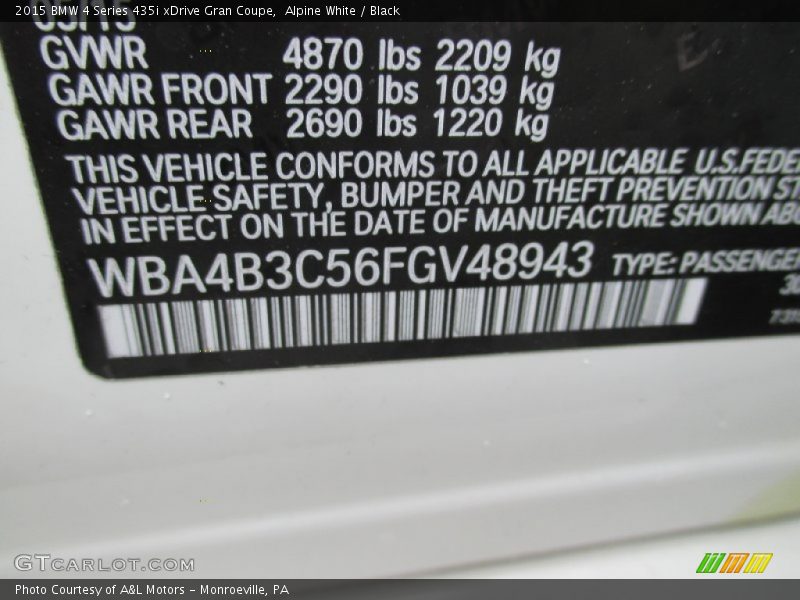 2015 BMW 4 Series 435i xDrive Gran Coupe, Alpine White / Black
05/15
GVWR 4870 lbs 2209 kg
GAWR FRONT 2290 lbs 1039 kg
GAWR REAR 2690 lbs 1220 kg
THIS VEHICLE CONFORMS TO ALL APPLICABLE U.S.FEDE
VEHICLE SAFETY, BUMPER AND THEFT PREVENTION ST
IN EFFECT ON THE DATE OF MANUFACTURE SHOWN ABO
WBA4B3C56FGV48943 TYPE: PASSENGER
GTCARLOT.COM
Photo Courtesy of A&L Motors - Monroeville, PA